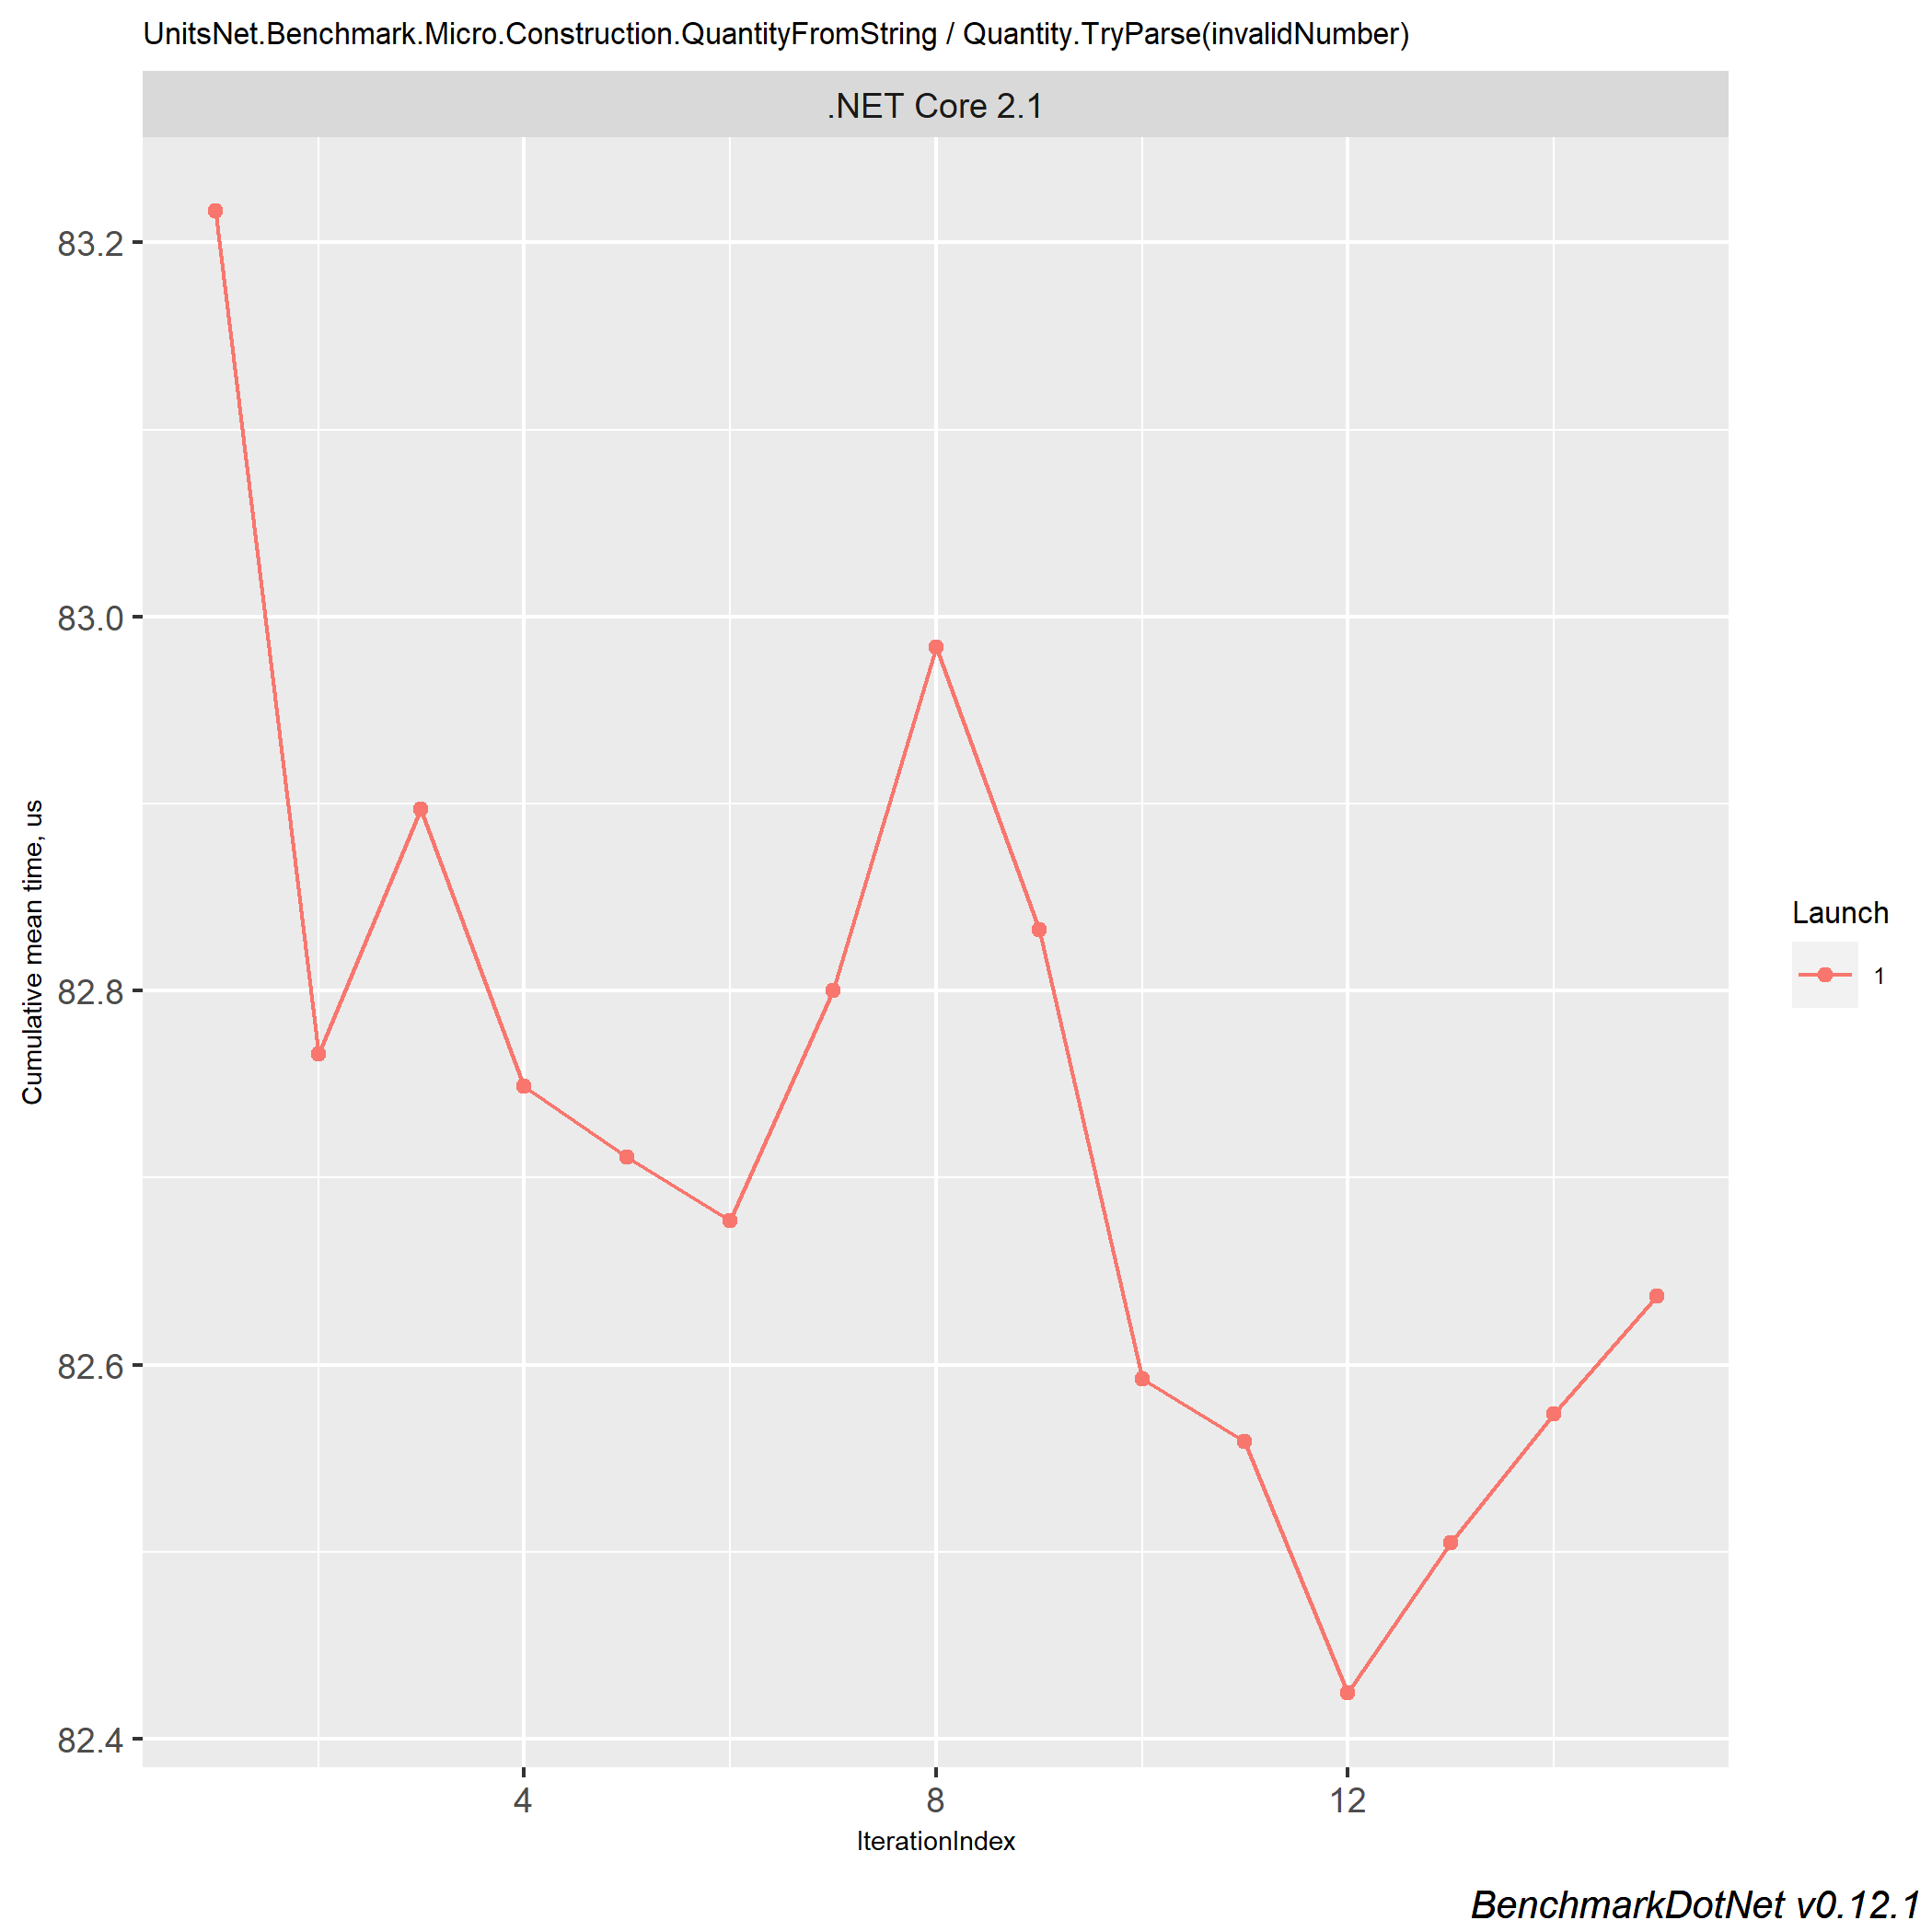 UnitsNet.Benchmark.Micro.Construction.QuantityFromString / Quantity.TryParse(invalidNumber)
.NET Core 2.1
83.2
83.0
82.8
82.6
82.4
Cumulative mean time, us
4
8
12
IterationIndex
Launch
1
BenchmarkDotNet v0.12.1